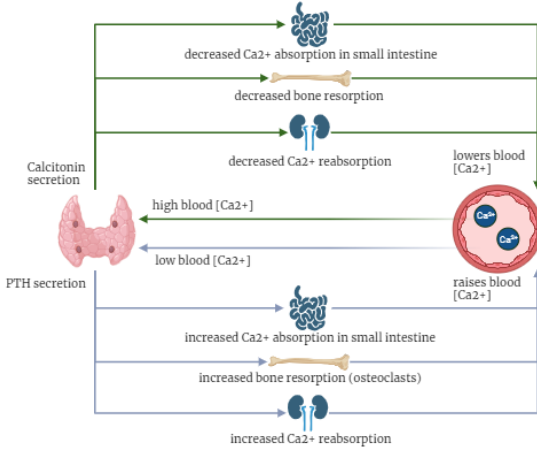 decreased Ca2+ absorption in small intestine
decreased bone resorption
decreased Ca2+ reabsorption
Calcitonin
secretion
lowers blood
[Ca2+]
high blood [Ca2+]
Ca²⁺
Ca²⁺
low blood [Ca2+]
PTH secretion
raises blood
[Ca2+]
increased Ca2+ absorption in small intestine
increased bone resorption (osteoclasts)
increased Ca2+ reabsorption